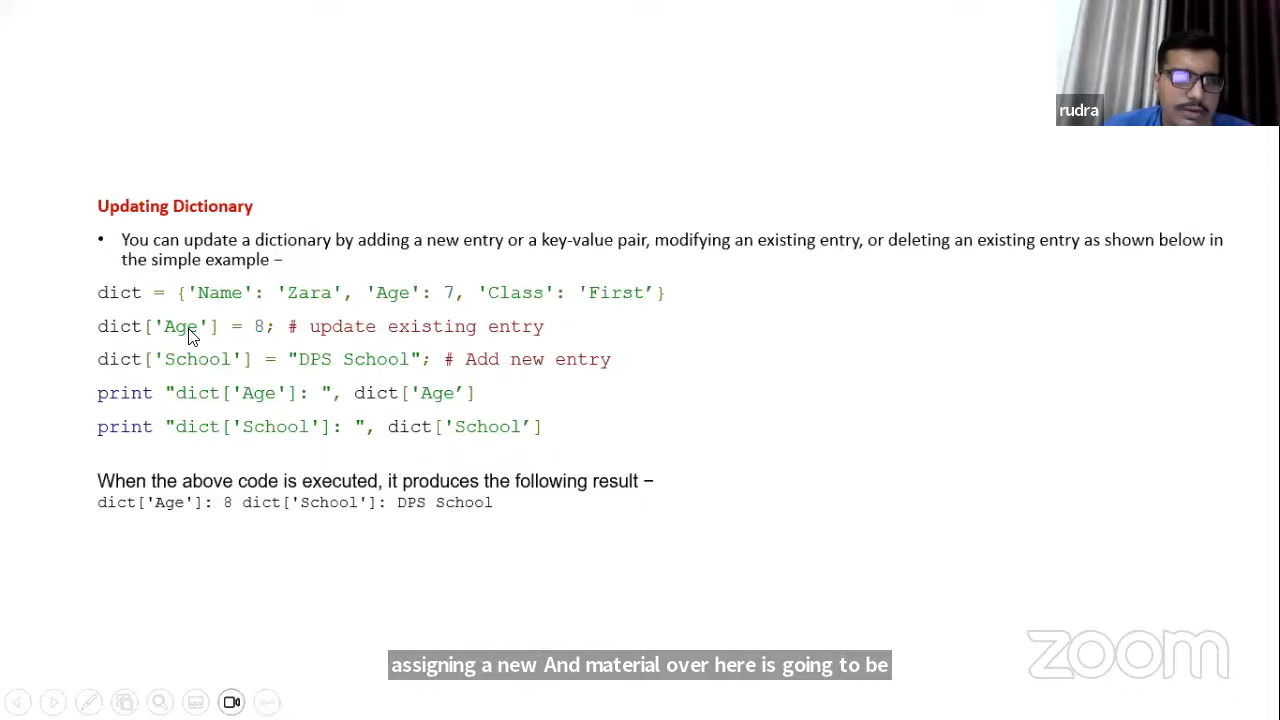 rudra
Updating Dictionary
• You can update a dictionary by adding a new entry or a key-value pair, modifying an existing entry, or deleting an existing entry as shown below in
the simple example −
dict = {'Name': 'Zara', 'Age': 7, 'Class': 'First’}
dict['Age'] = 8; # update existing entry
dict['School'] = "DPS School"; # Add new entry
print "dict['Age']: ", dict['Age’]
print "dict['School']: ", dict['School’]
When the above code is executed, it produces the following result −
dict['Age']: 8 dict['School']: DPS School
assigning a new And material over here is going to be
zoom